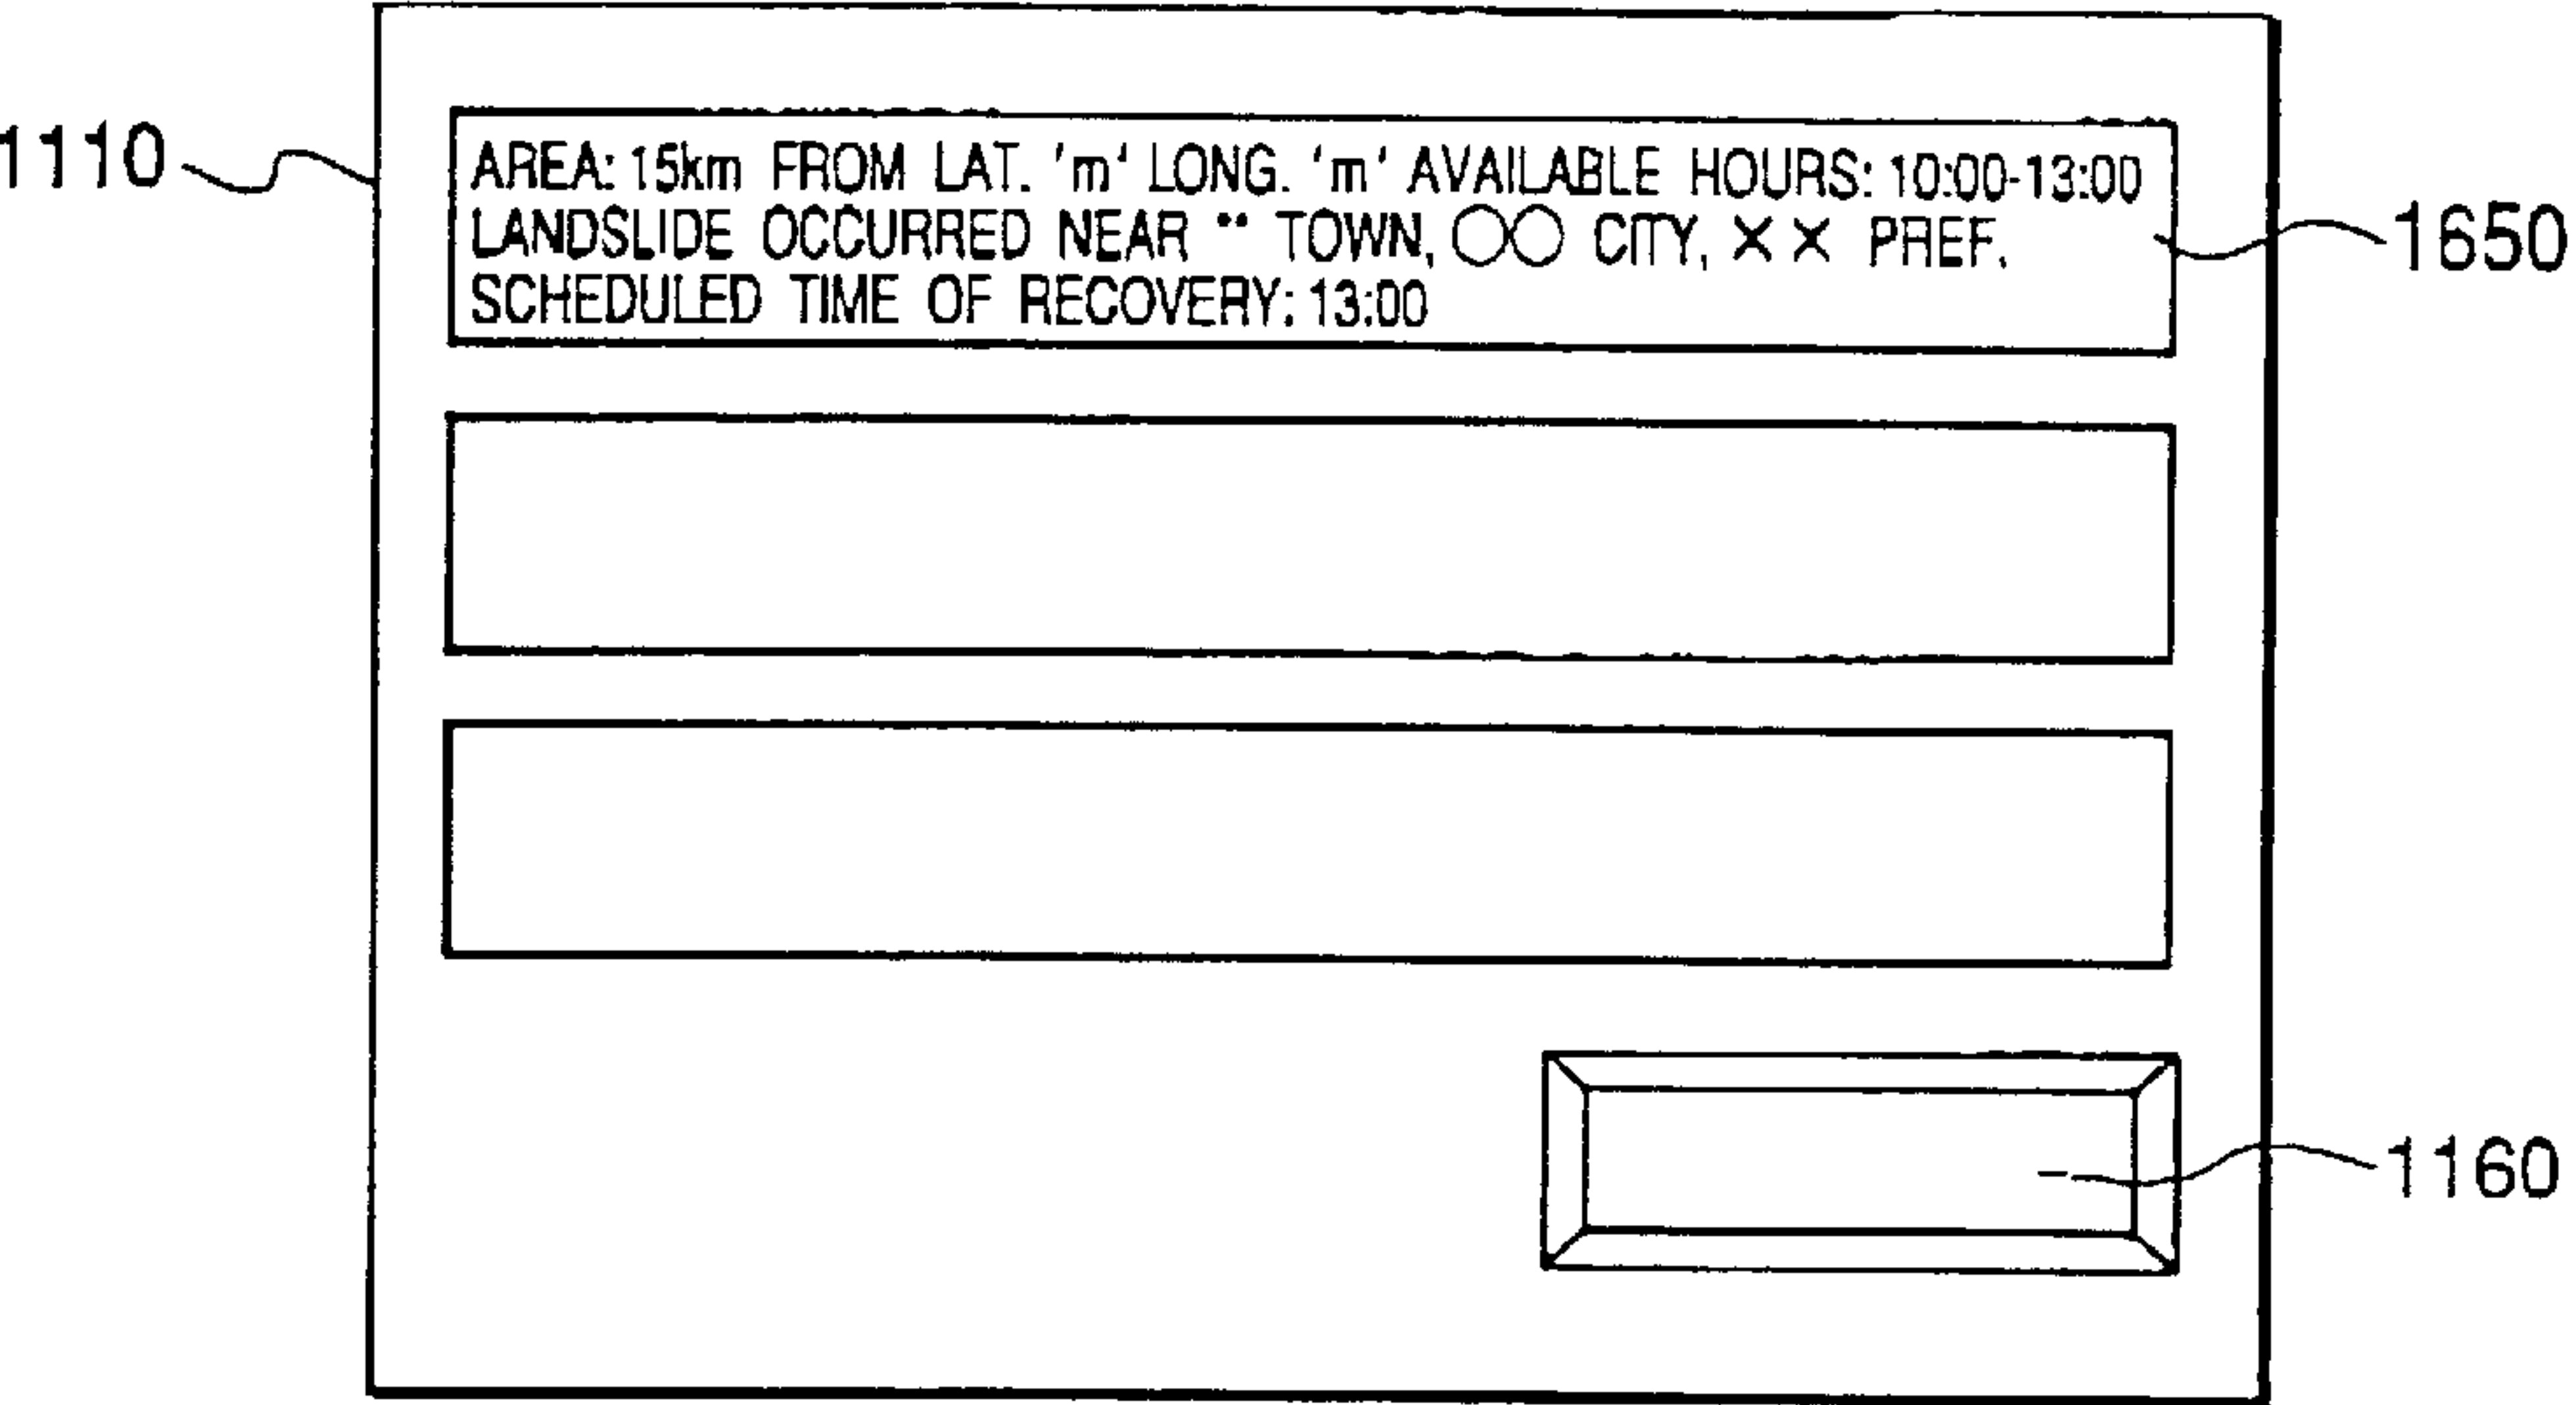 1110
AREA: 15km FROM LAT. 'm' LONG. 'm' AVAILABLE HOURS: 10:00-13:00
LANDSLIDE OCCURRED NEAR ** TOWN, ○○ CITY, ×× PREF.
SCHEDULED TIME OF RECOVERY: 13:00
1650
1160